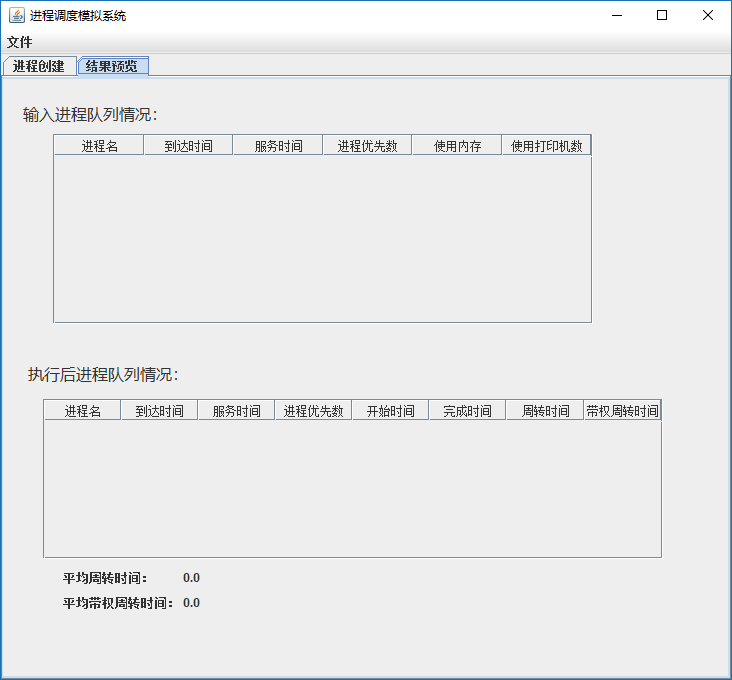 进程调度模拟系统
文件
进程创建 结果预览
输入进程队列情况：
进程名 到达时间 服务时间 进程优先数 使用内存 使用打印机数
执行后进程队列情况：
进程名 到达时间 服务时间 进程优先数 开始时间 完成时间 周转时间 带权周转时间
平均周转时间： 0.0
平均带权周转时间： 0.0